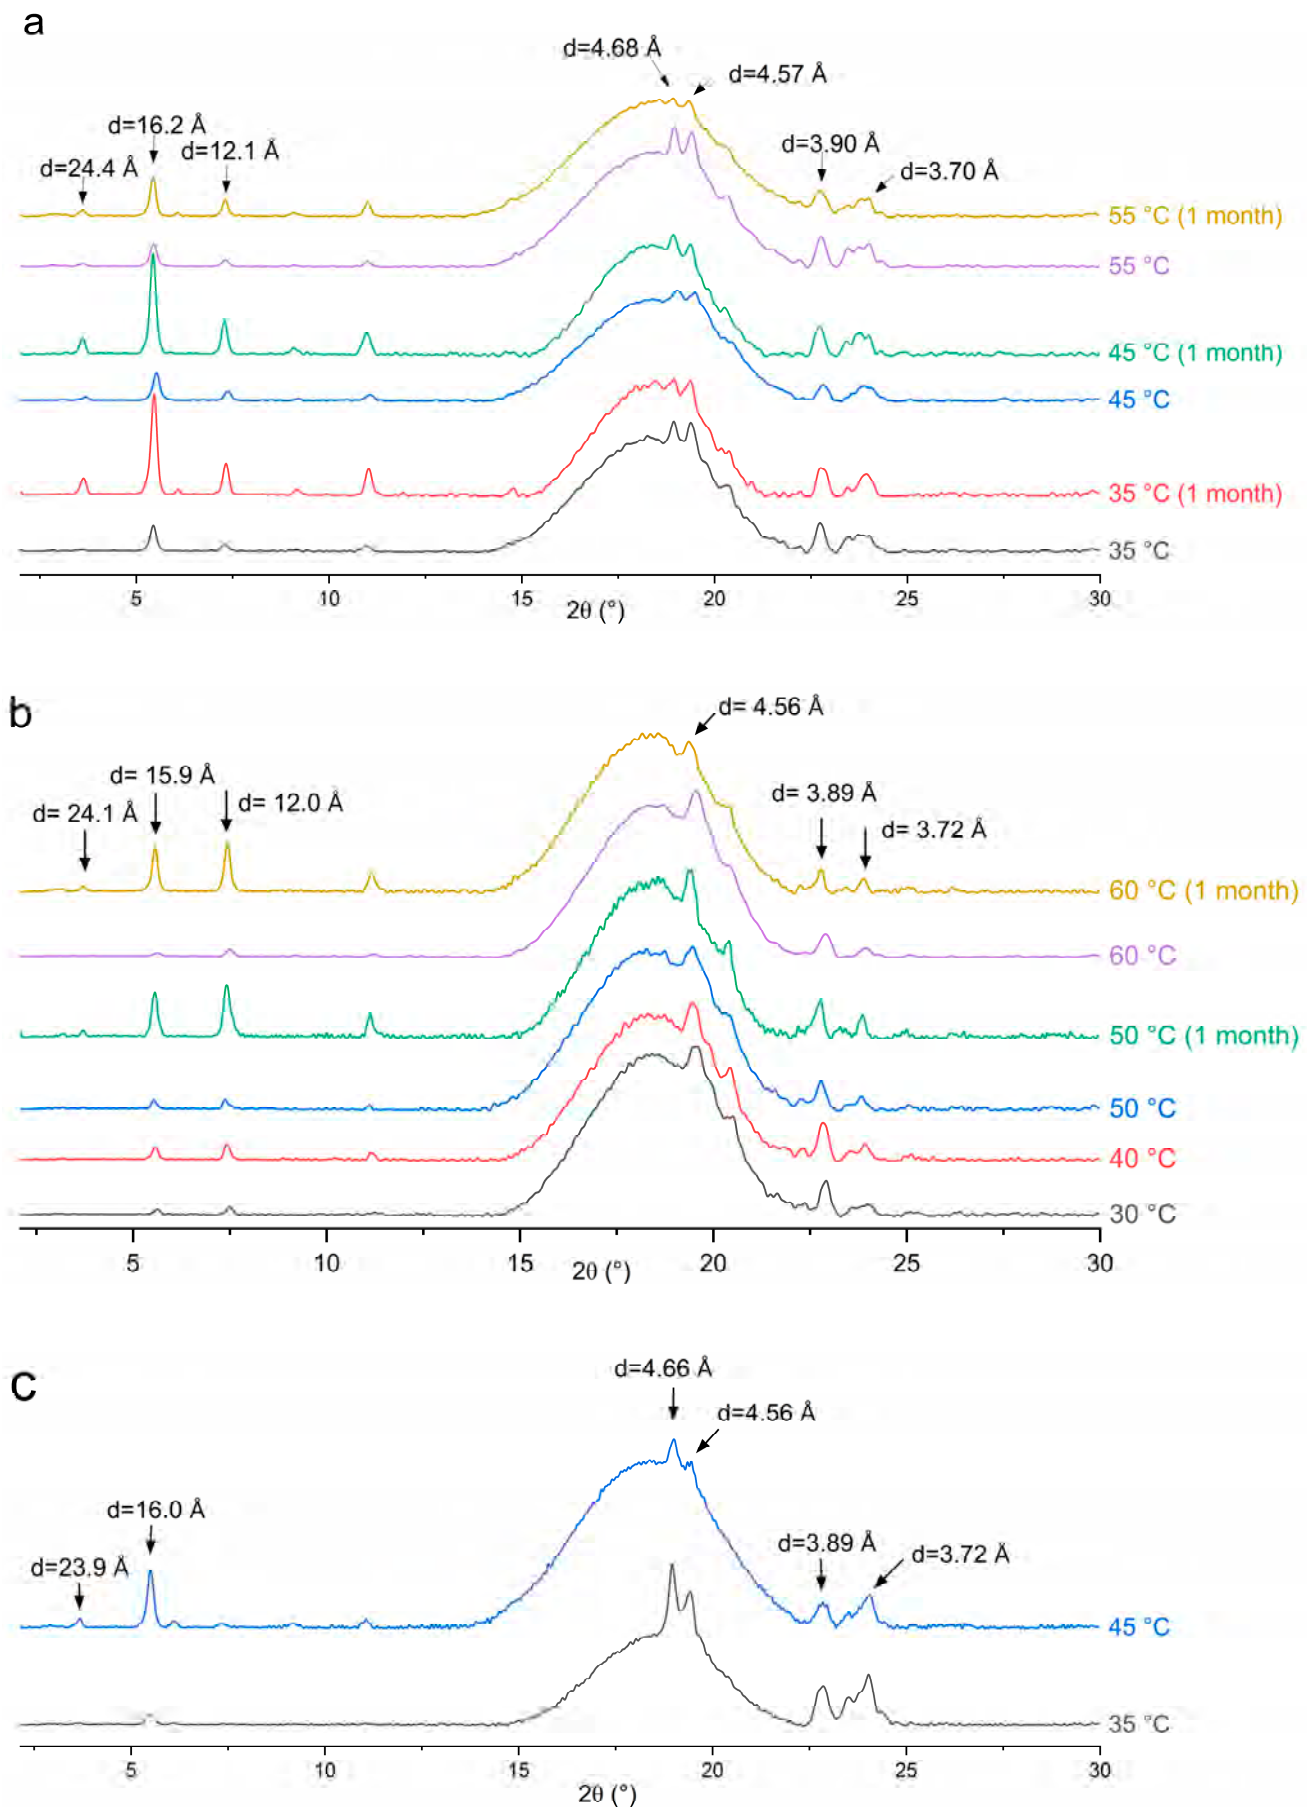 a
d=4.68 Å
d=4.57 Å
d=16.2 Å
d=12.1 Å
d=24.4 Å
d=3.90 Å
d=3.70 Å
55 °C (1 month)
55 °C
45 °C (1 month)
45 °C
35 °C (1 month)
35 °C
5 10 15 20 25 30
2θ (°)
b
d= 4.56 Å
d= 15.9 Å
d= 12.0 Å
d= 24.1 Å
d= 3.89 Å
d= 3.72 Å
60 °C (1 month)
60 °C
50 °C (1 month)
50 °C
40 °C
30 °C
5 10 15 20 25 30
2θ (°)
c
d=4.66 Å
d=4.56 Å
d=16.0 Å
d=23.9 Å
d=3.89 Å
d=3.72 Å
45 °C
35 °C
5 10 15 20 25 30
2θ (°)